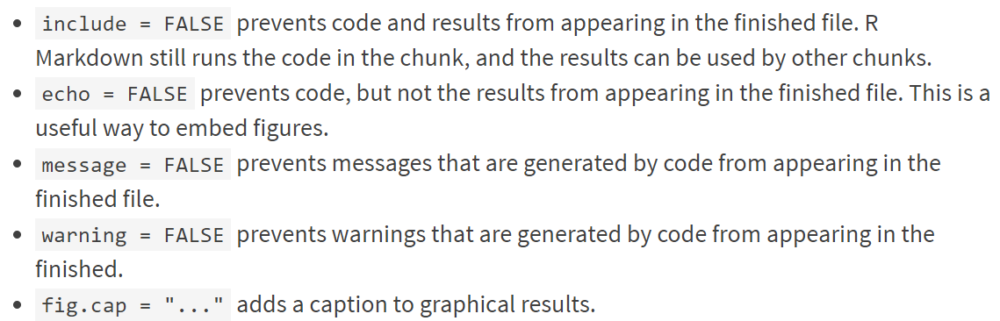 • include = FALSE prevents code and results from appearing in the finished file. R
Markdown still runs the code in the chunk, and the results can be used by other chunks.
• echo = FALSE prevents code, but not the results from appearing in the finished file. This is a
useful way to embed figures.
• message = FALSE prevents messages that are generated by code from appearing in the
finished file.
• warning = FALSE prevents warnings that are generated by code from appearing in the
finished.
• fig.cap = "..." adds a caption to graphical results.